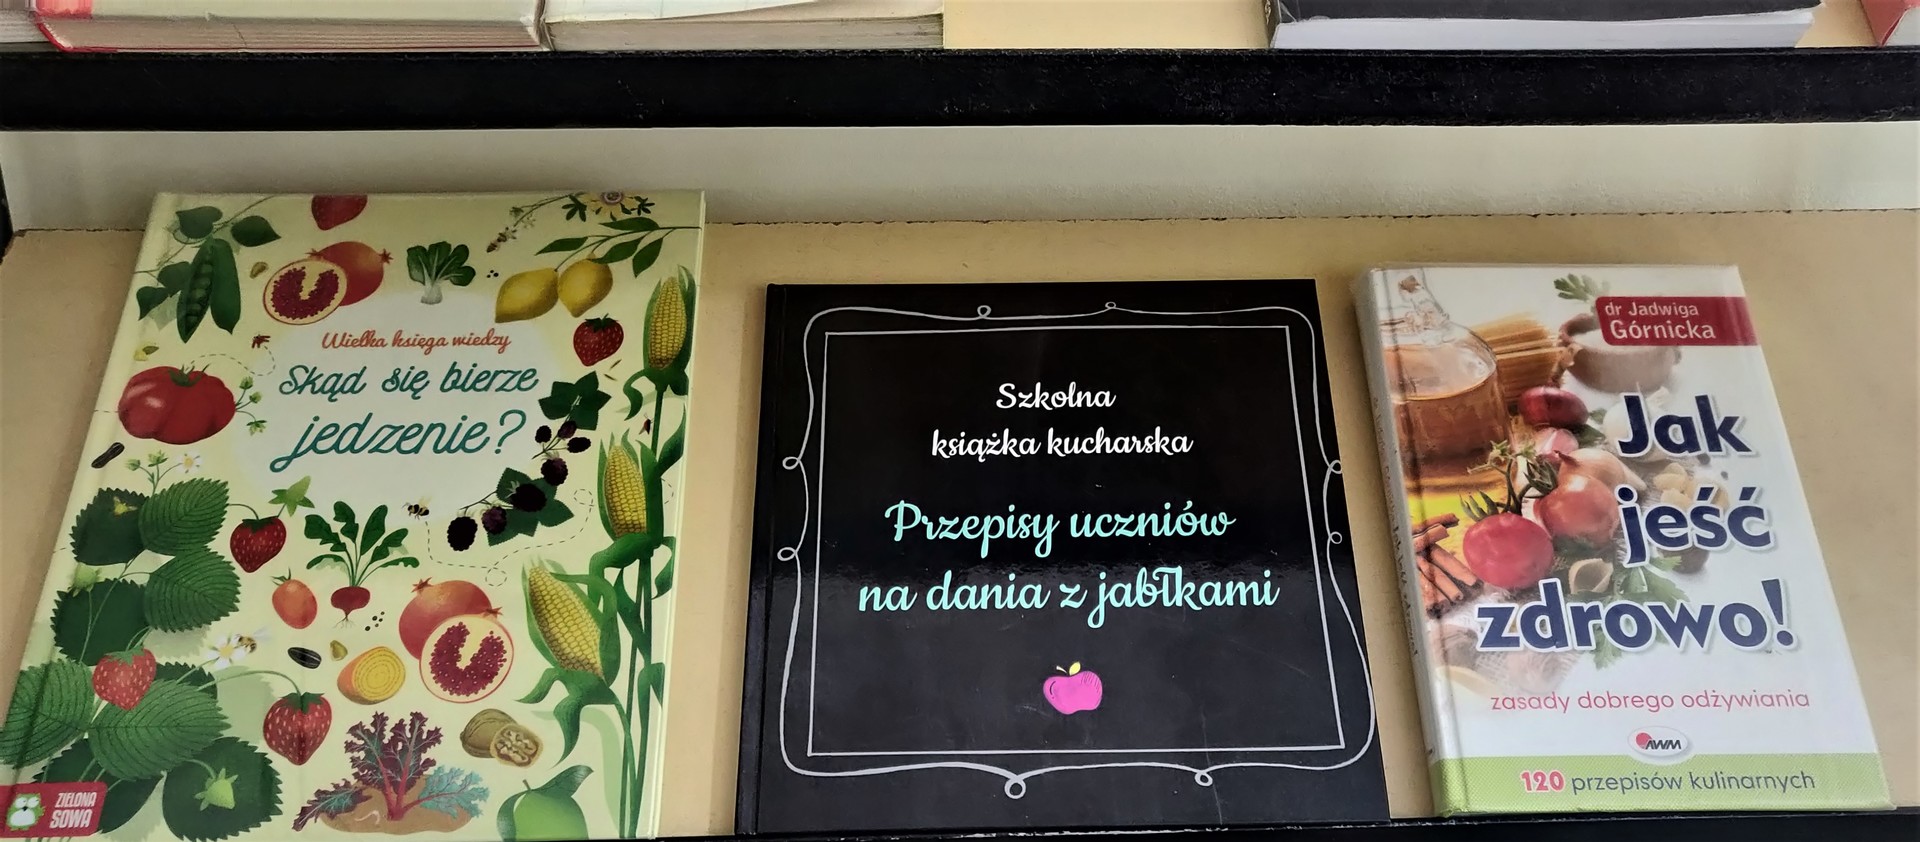 Wielka księga wiedzy
Skąd się bierze
jedzenie?
ZIELONA
SOWA
Szkolna
książka kucharska
Przepisy uczniów
na dania z jabłkami
dr Jadwiga
Górnicka
Jak
jeść
zdrowo!
zasady dobrego odżywiania
AWM
120 przepisów kulinarnych